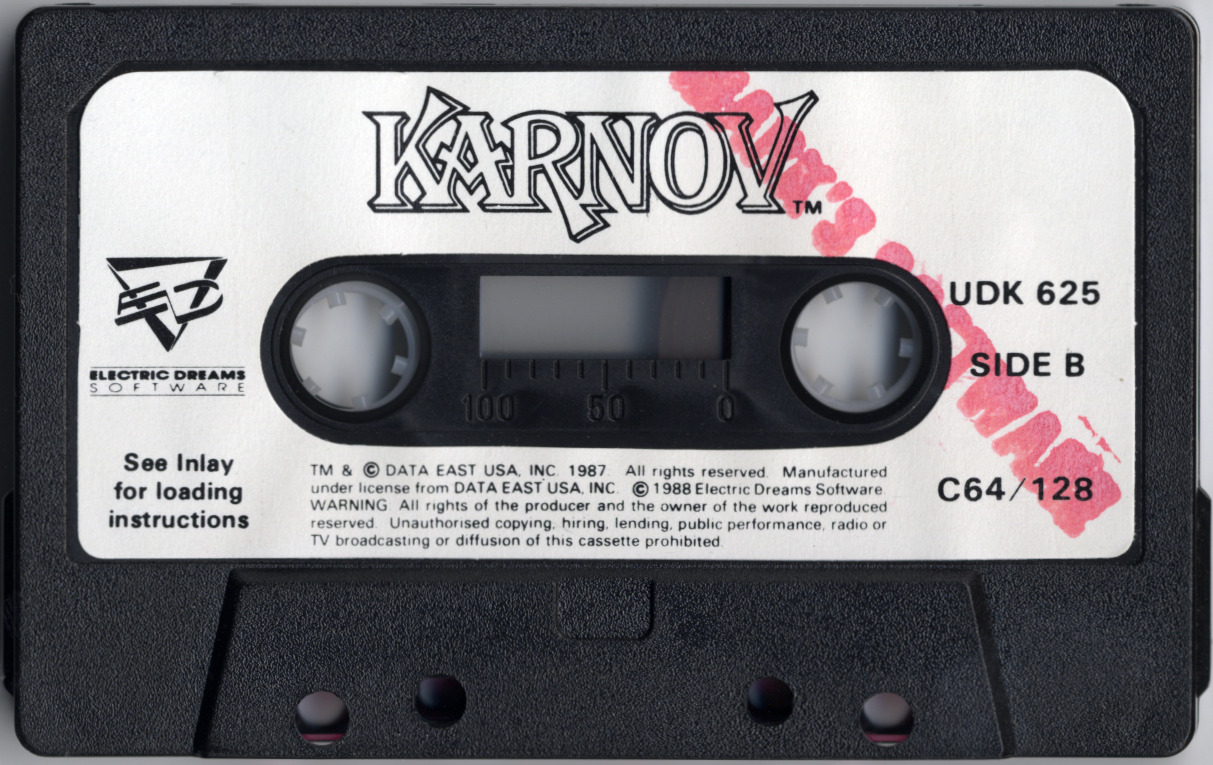 KARNOV™
UDK 625
ED
ELECTRIC DREAMS
SOFTWARE
SIDE B
100 50 0
See Inlay
for loading
instructions
TM & © DATA EAST USA, INC. 1987. All rights reserved. Manufactured
under license from DATA EAST USA, INC. © 1988 Electric Dreams Software.
WARNING. All rights of the producer and the owner of the work reproduced
reserved. Unauthorised copying, hiring, lending, public performance, radio or
TV broadcasting or diffusion of this cassette prohibited.
C64/128